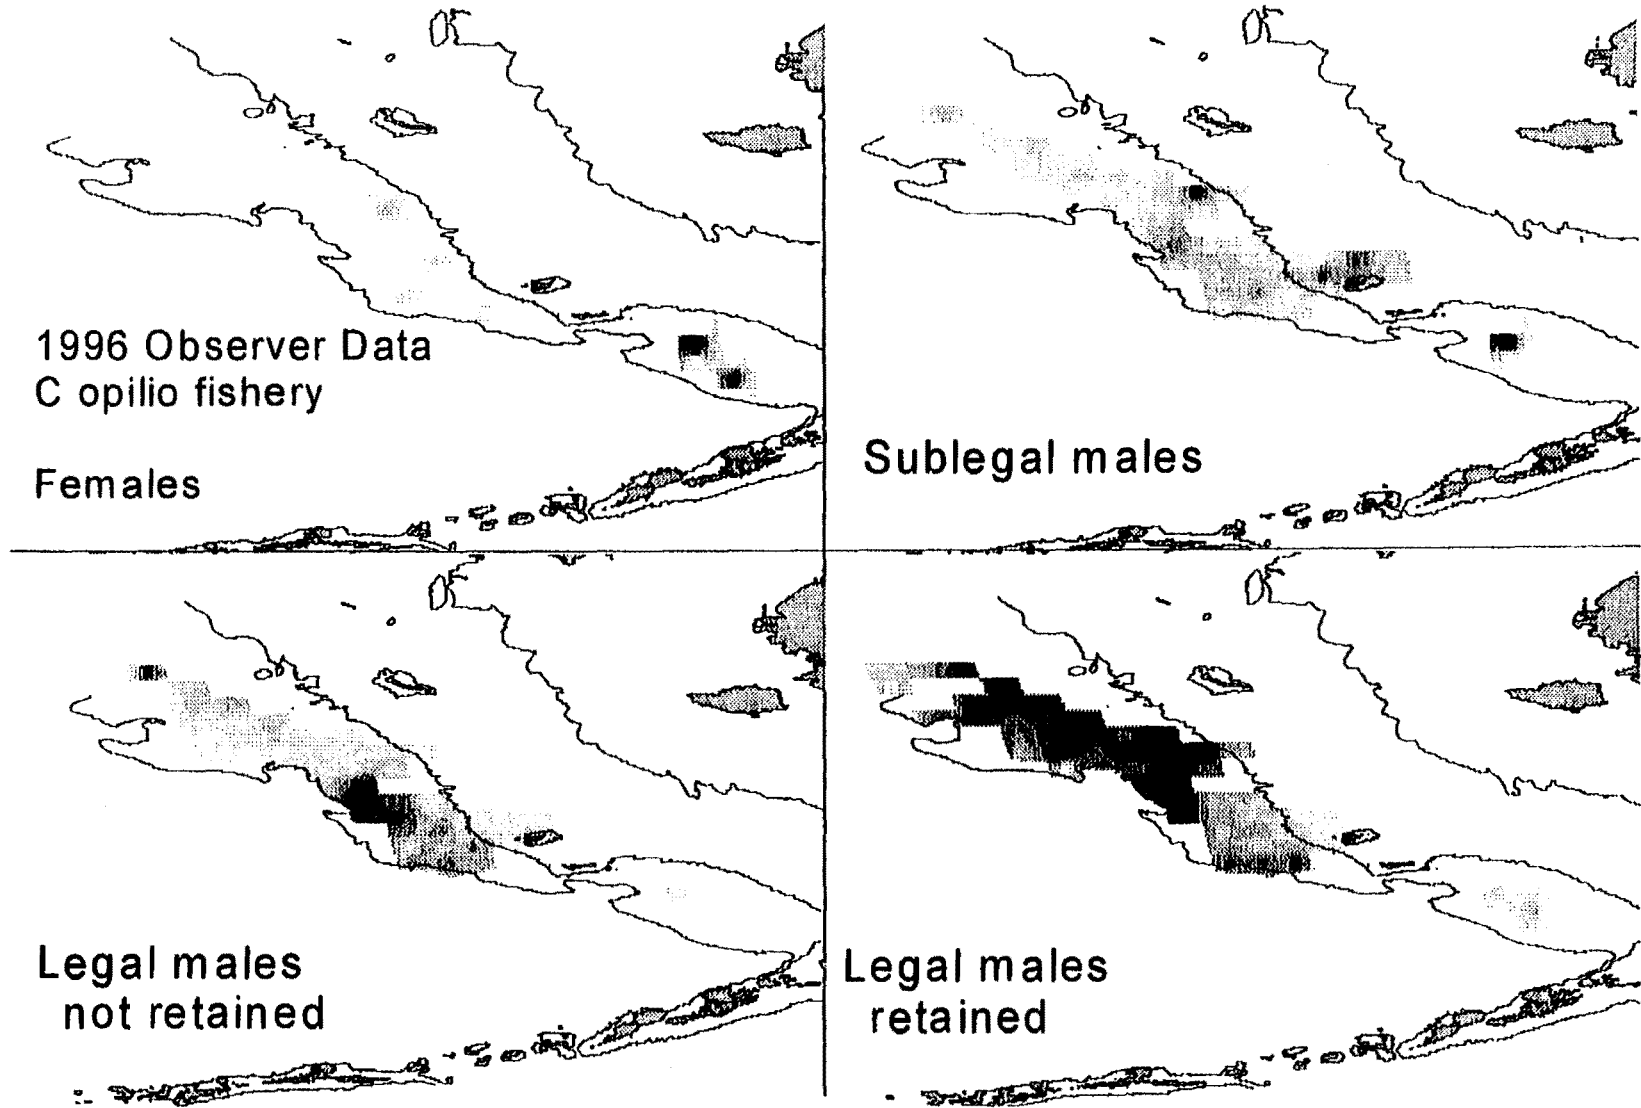 1996 Observer Data
C opilio fishery
Females
Sublegal males
Legal males
not retained
Legal males
retained